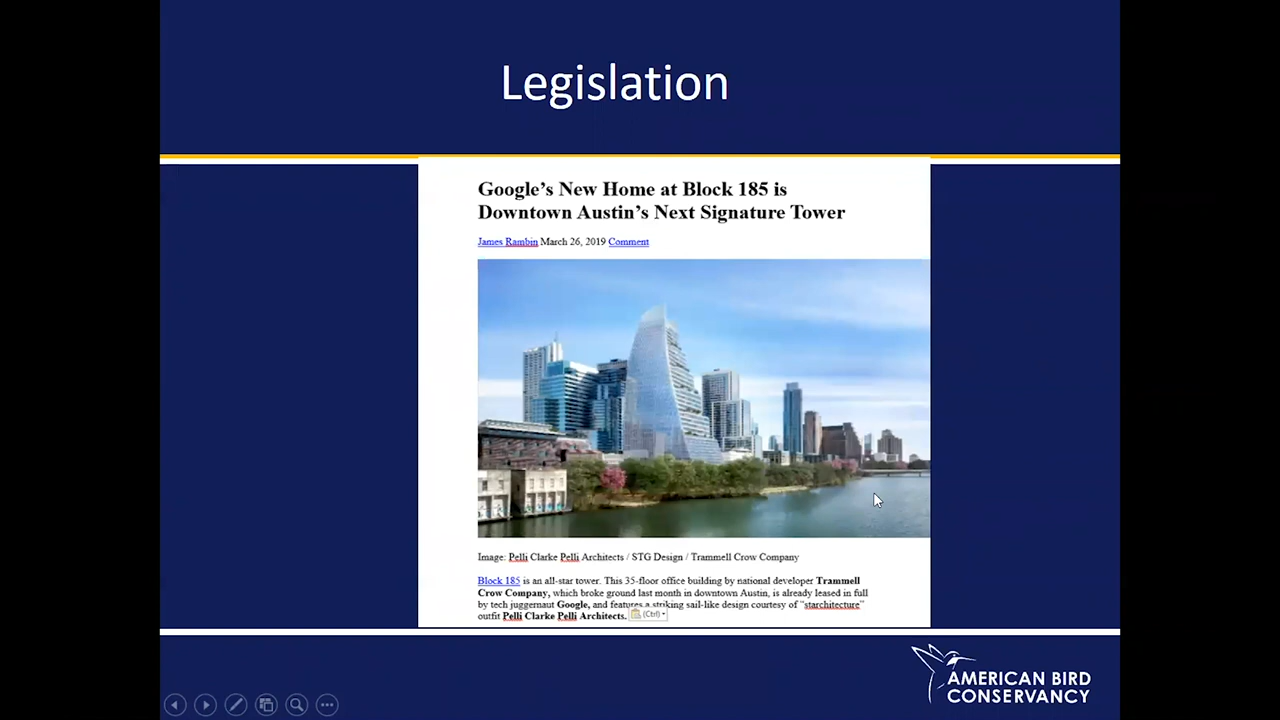 Legislation
Google's New Home at Block 185 is
Downtown Austin's Next Signature Tower
James Rambin March 26, 2019 Comment
Image: Pelli Clarke Pelli Architects / STG Design / Trammell Crow Company
Block 185 is an all-star tower. This 35-floor office building by national developer Trammell
Crow Company, which broke ground last month in downtown Austin, is already leased in full
by tech juggernaut Google, and features a striking sail-like design courtesy of "starchitecture"
outfit Pelli Clarke Pelli Architects.
(Ctrl)
AMERICAN BIRD
CONSERVANCY